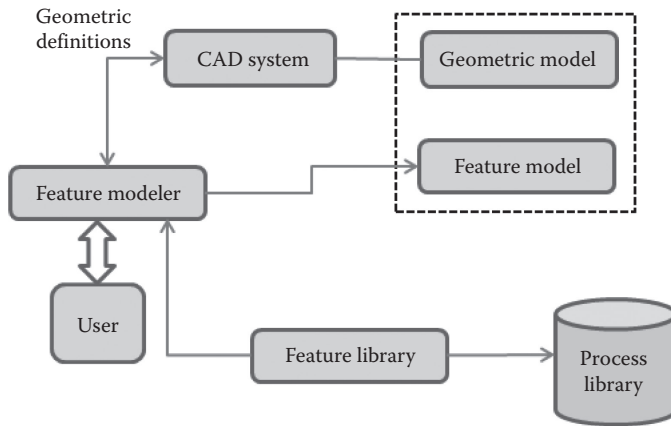 Geometric
definitions
CAD system
Geometric model
Feature model
Feature modeler
User
Feature library
Process
library